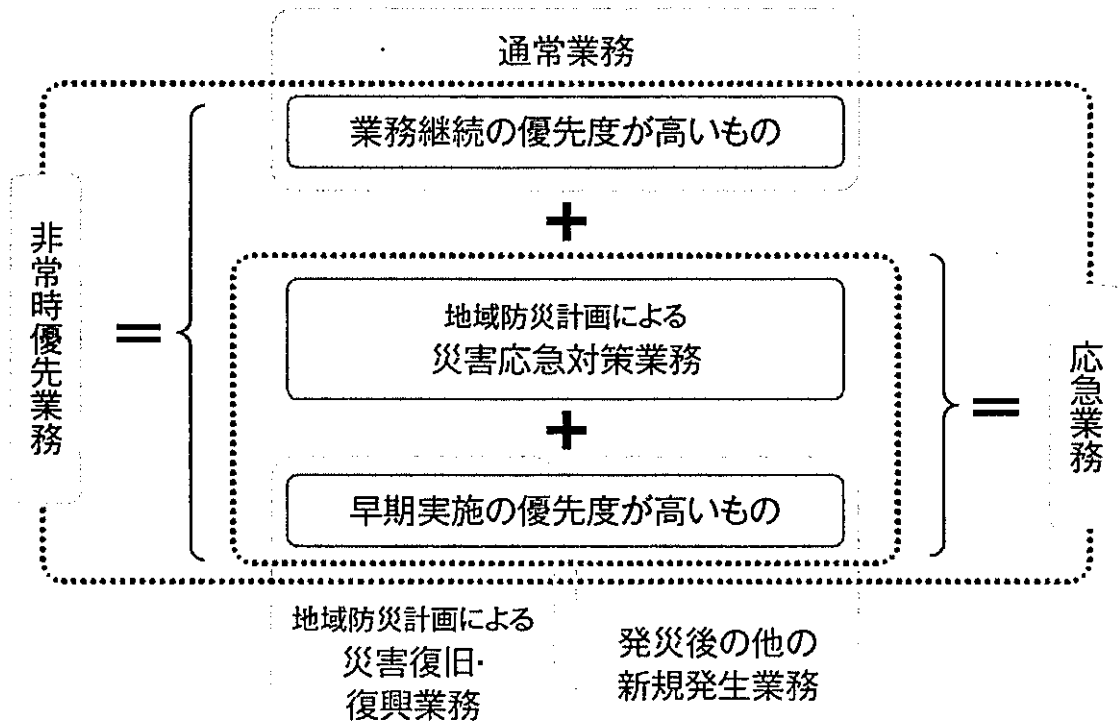 通常業務
業務継続の優先度が高いもの
+
非常時優先業務
=
地域防災計画による
災害応急対策業務
+
早期実施の優先度が高いもの
=
応急業務
地域防災計画による
災害復旧・
復興業務
発災後の他の
新規発生業務